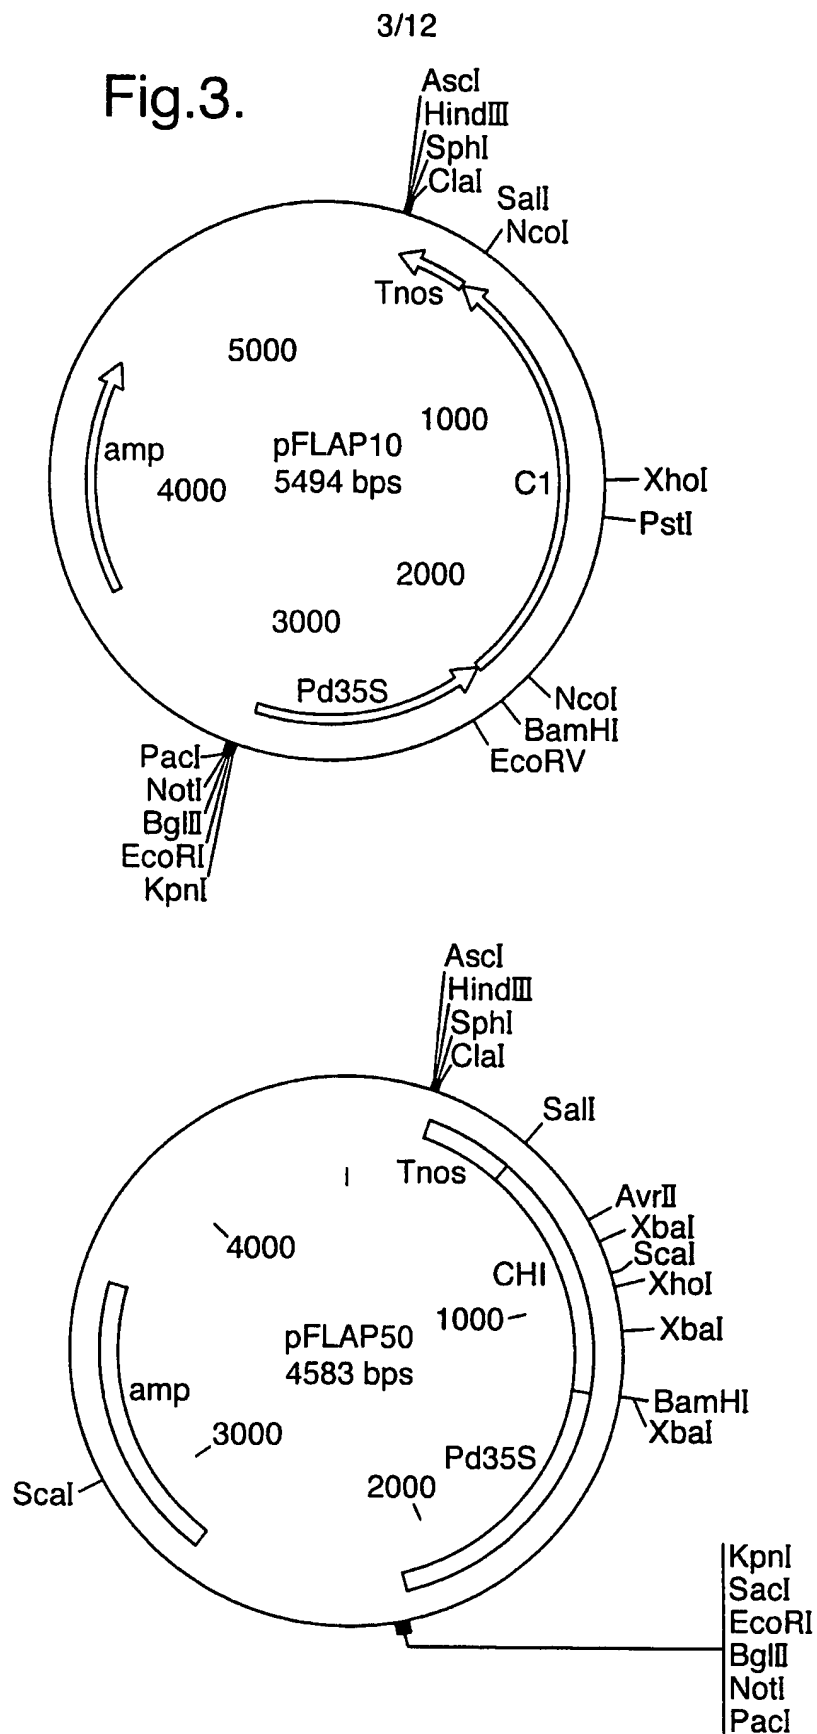 3/12
Fig.3.
AscI
HindIII
SphI
ClaI
SalI
NcoI
Tnos
5000
1000
amp
pFLAP10
5494 bps
4000
C1
XhoI
PstI
2000
3000
Pd35S
NcoI
BamHI
EcoRV
PacI
NotI
BglII
EcoRI
KpnI
AscI
HindIII
SphI
ClaI
SalI
Tnos
AvrII
XbaI
ScaI
XhoI
4000
CHI
1000
XbaI
pFLAP50
4583 bps
amp
BamHI
XbaI
3000
Pd35S
2000
ScaI
KpnI
SacI
EcoRI
BglII
NotI
PacI